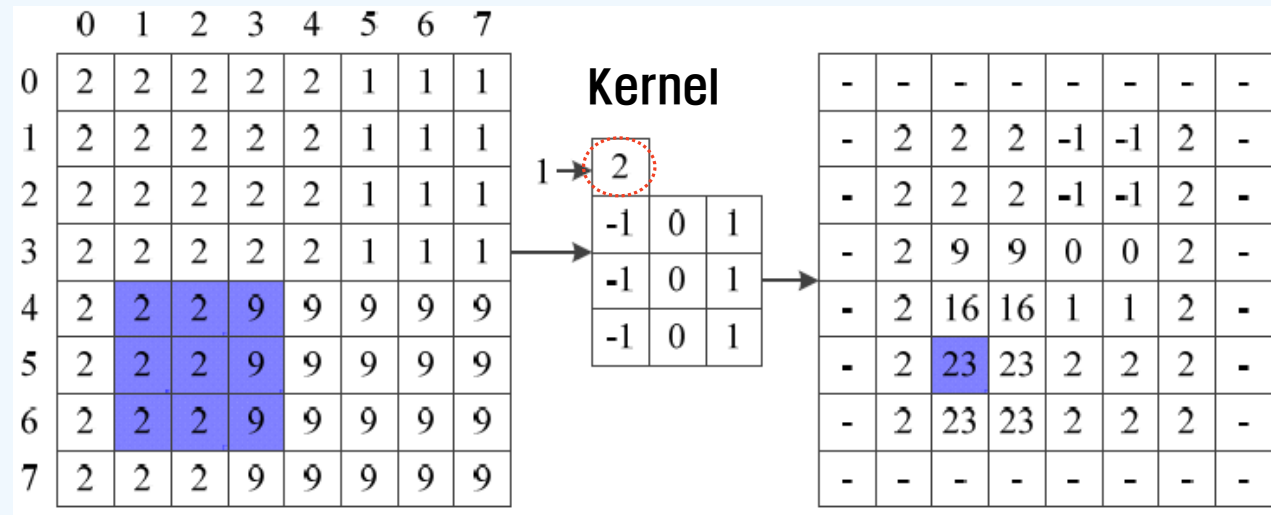 0 1 2 3 4 5 6 7
0 2 2 2 2 2 1 1 1
1 2 2 2 2 2 1 1 1
2 2 2 2 2 2 1 1 1
3 2 2 2 2 2 1 1 1
4 2 2 2 9 9 9 9 9
5 2 2 2 9 9 9 9 9
6 2 2 2 9 9 9 9 9
7 2 2 2 9 9 9 9 9
Kernel
1 2
-1 0 1
-1 0 1
-1 0 1
- - - - - - - -
- 2 2 2 -1 -1 2 -
- 2 2 2 -1 -1 2 -
- 2 9 9 0 0 2 -
- 2 16 16 1 1 2 -
- 2 23 23 2 2 2 -
- 2 23 23 2 2 2 -
- - - - - - - -